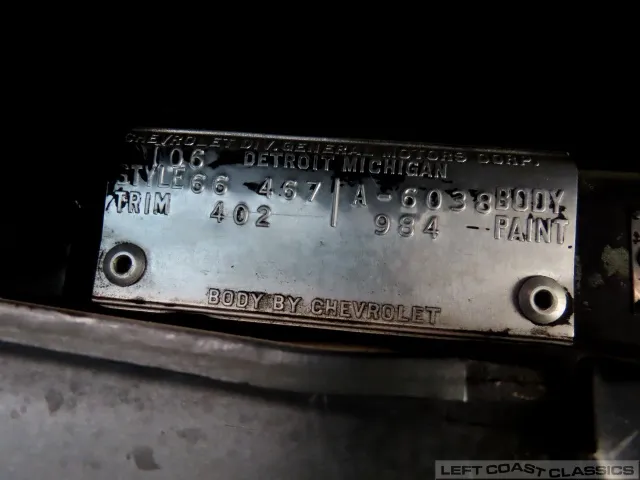 CHEVROLET DIV. GENERAL MOTORS CORP.
106 DETROIT MICHIGAN
STYLE 66 467 A-6038 BODY
TRIM 402 984 - PAINT
BODY BY CHEVROLET
LEFT COAST CLASSICS